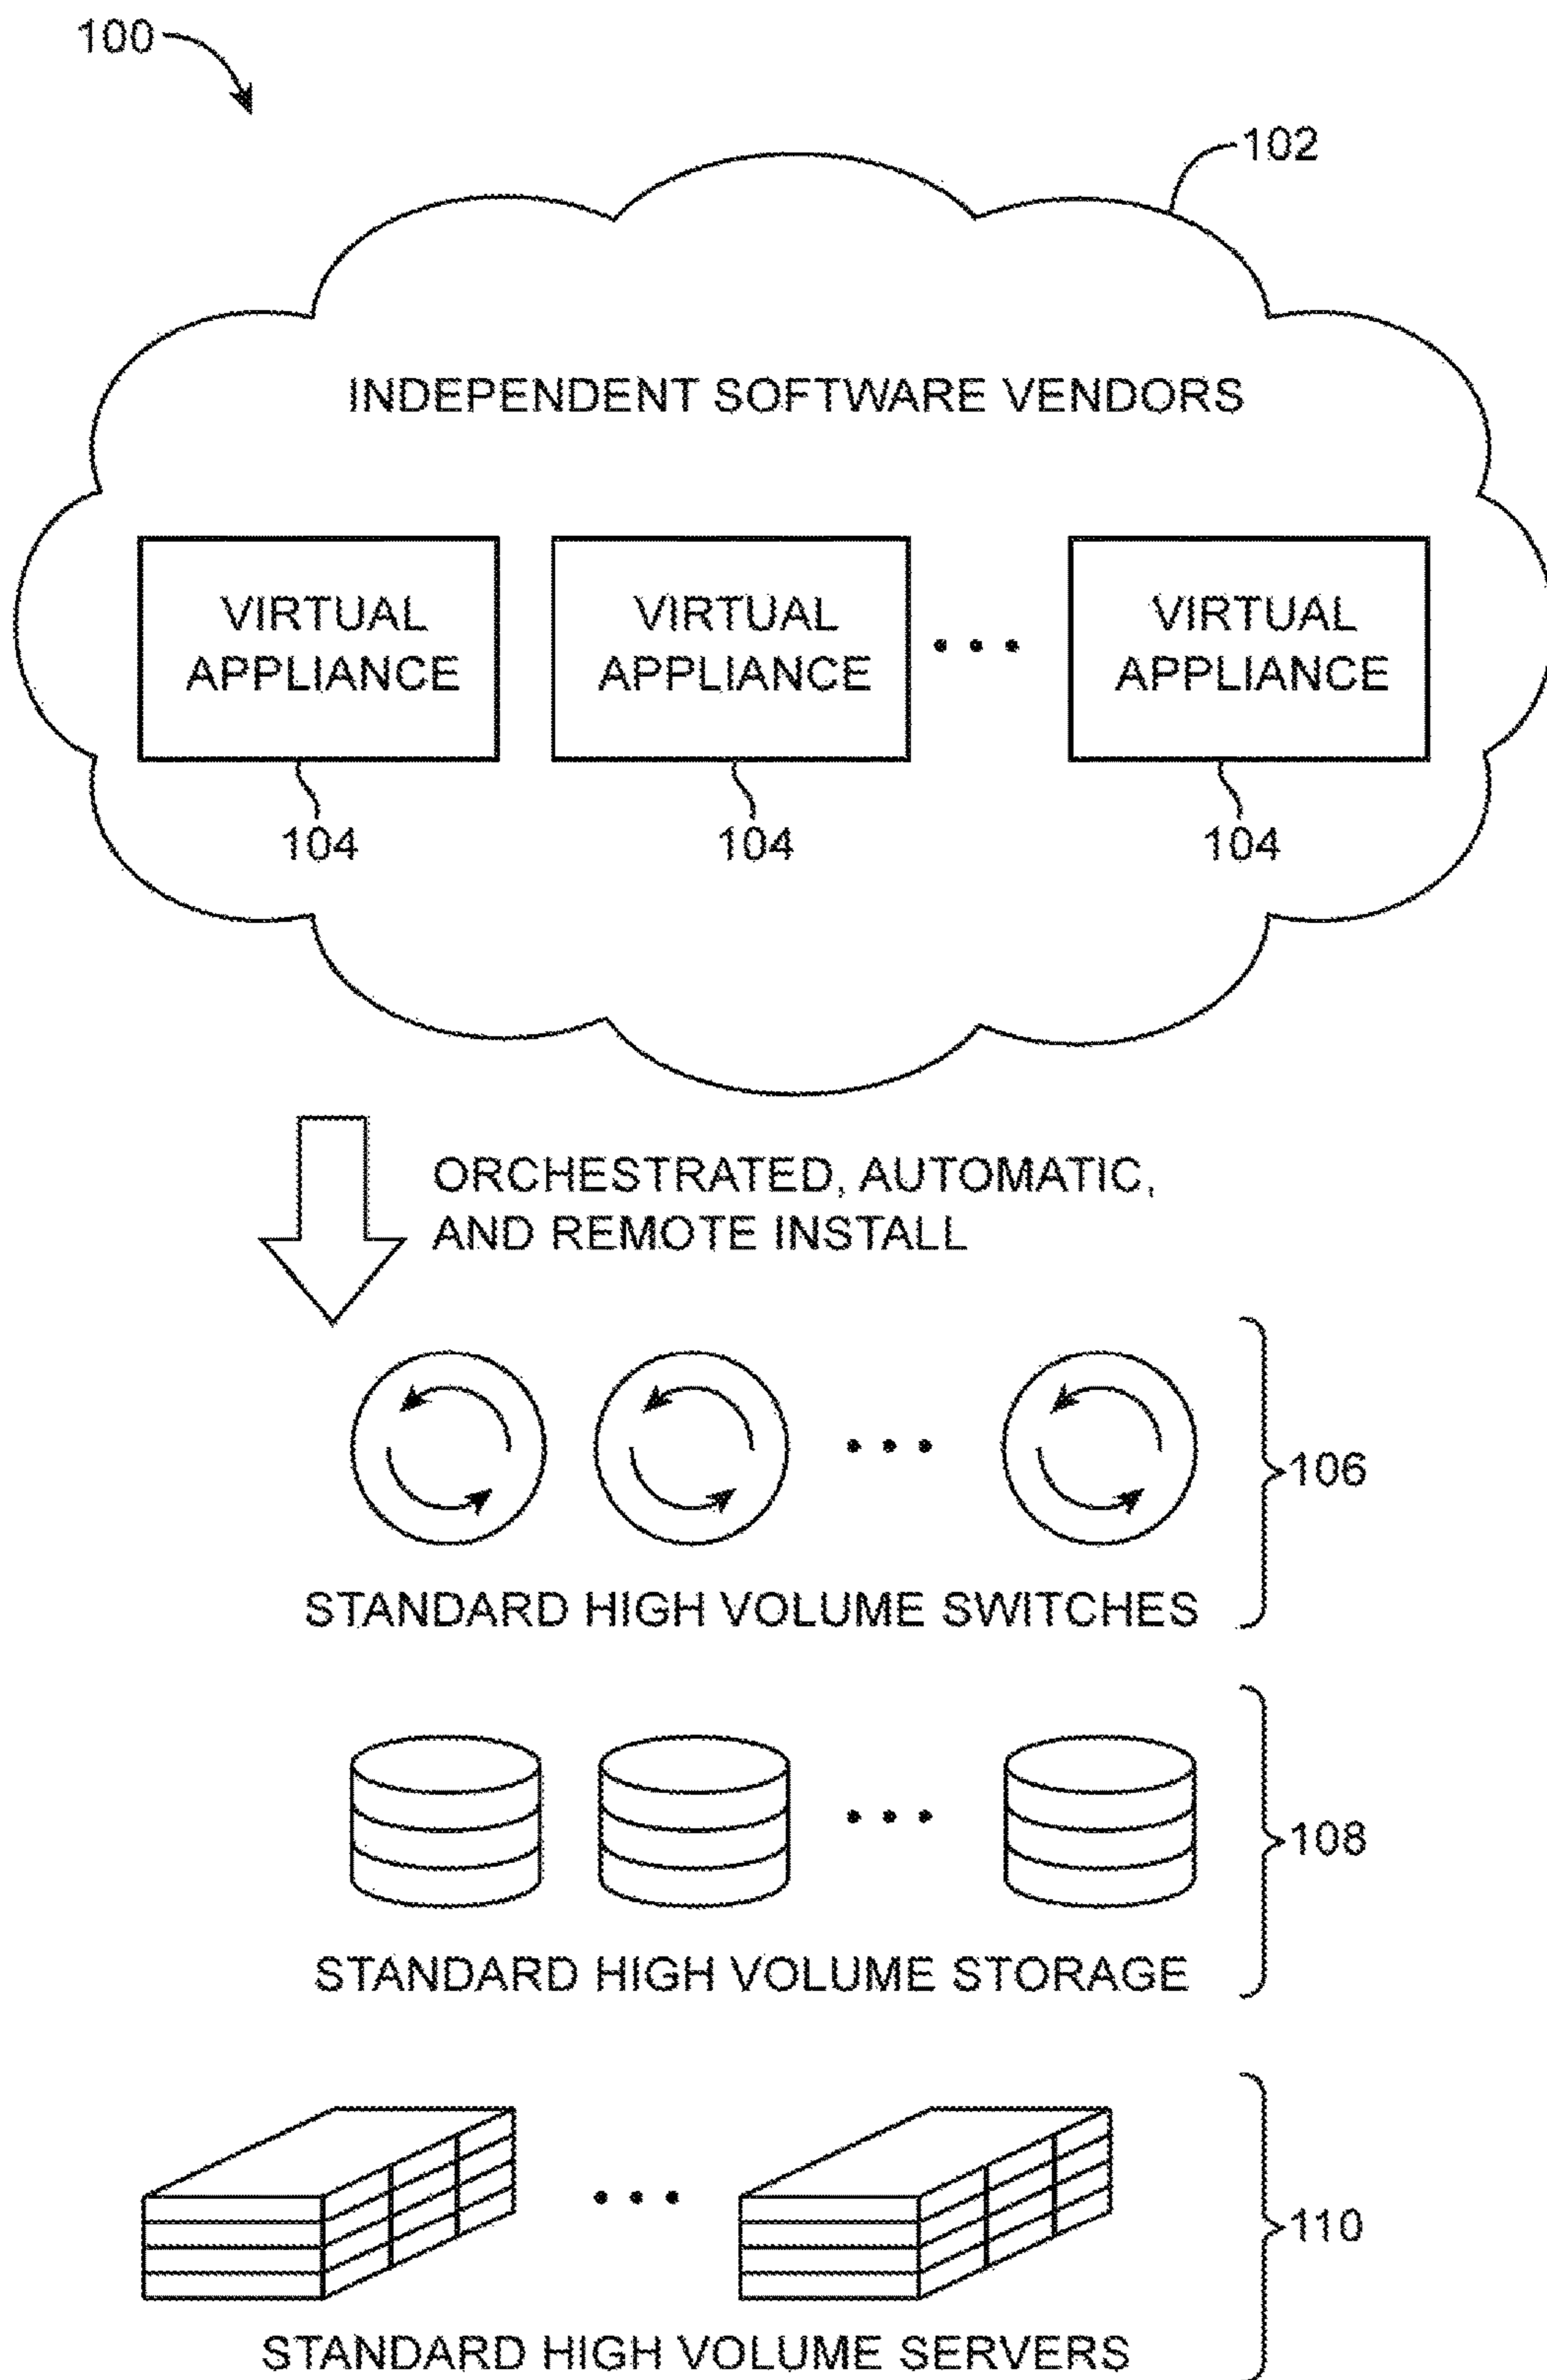 100
102
INDEPENDENT SOFTWARE VENDORS
VIRTUAL
APPLIANCE
VIRTUAL
APPLIANCE
VIRTUAL
APPLIANCE
104
104
104
ORCHESTRATED, AUTOMATIC,
AND REMOTE INSTALL
106
STANDARD HIGH VOLUME SWITCHES
108
STANDARD HIGH VOLUME STORAGE
110
STANDARD HIGH VOLUME SERVERS